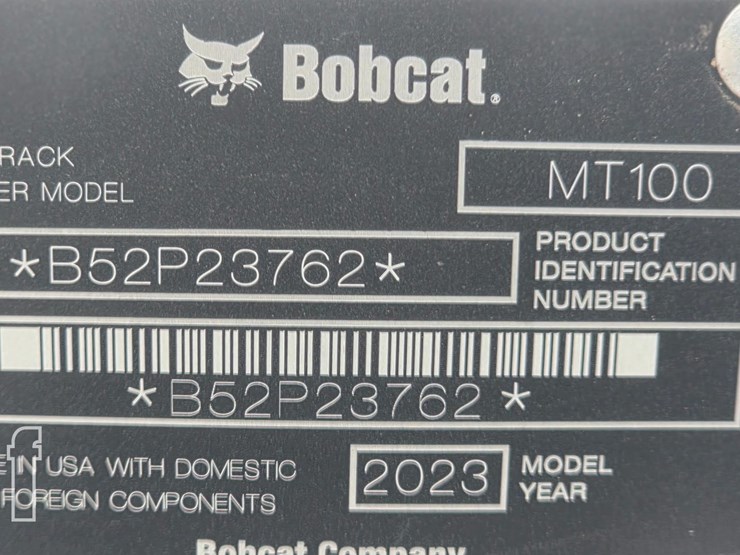 Bobcat®
RACK
ER MODEL
MT100
*B52P23762*
PRODUCT
IDENTIFICATION
NUMBER
*B52P23762*
E IN USA WITH DOMESTIC
FOREIGN COMPONENTS
2023
MODEL
YEAR
Bobcat Company
f